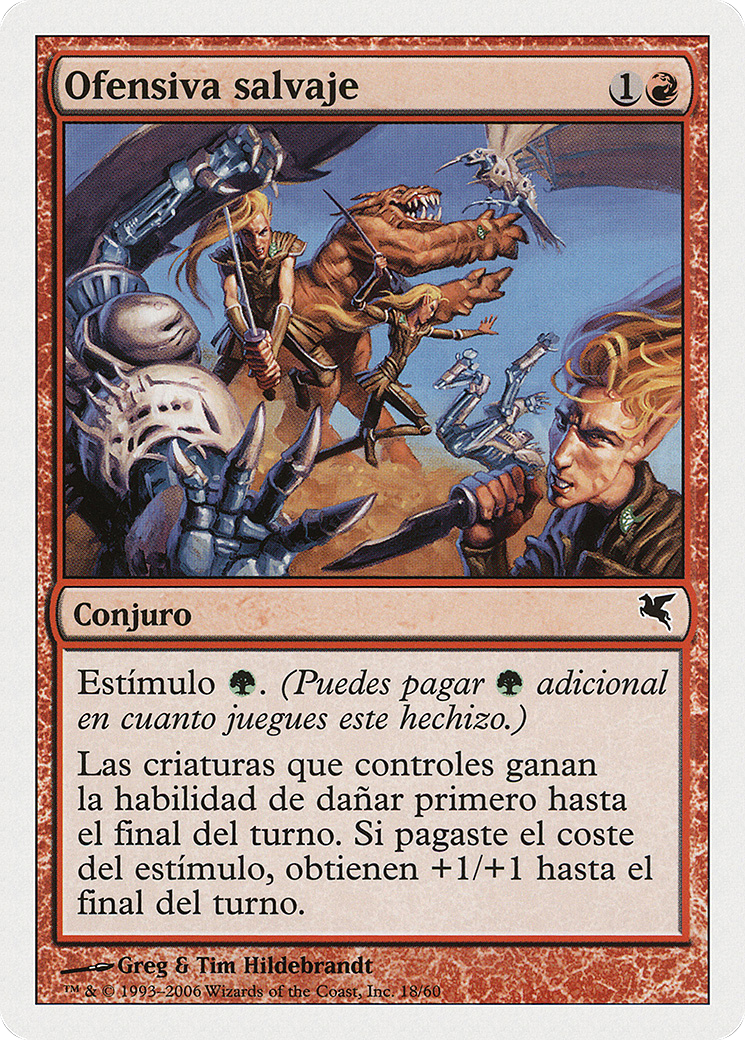 Ofensiva salvaje 1
Conjuro
Estímulo . (Puedes pagar adicional
en cuanto juegues este hechizo.)
Las criaturas que controles ganan
la habilidad de dañar primero hasta
el final del turno. Si pagaste el coste
del estímulo, obtienen +1/+1 hasta el
final del turno.
Greg & Tim Hildebrandt
™ & © 1993–2006 Wizards of the Coast, Inc. 18/60